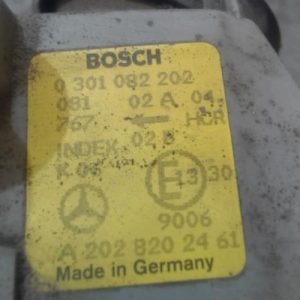 BOSCH
0 301 082 202
081 02 A 04.
767 ← HCR
INDEX 02 B
K 06
E 13 30
9006
A 202 820 24 61
Made in Germany